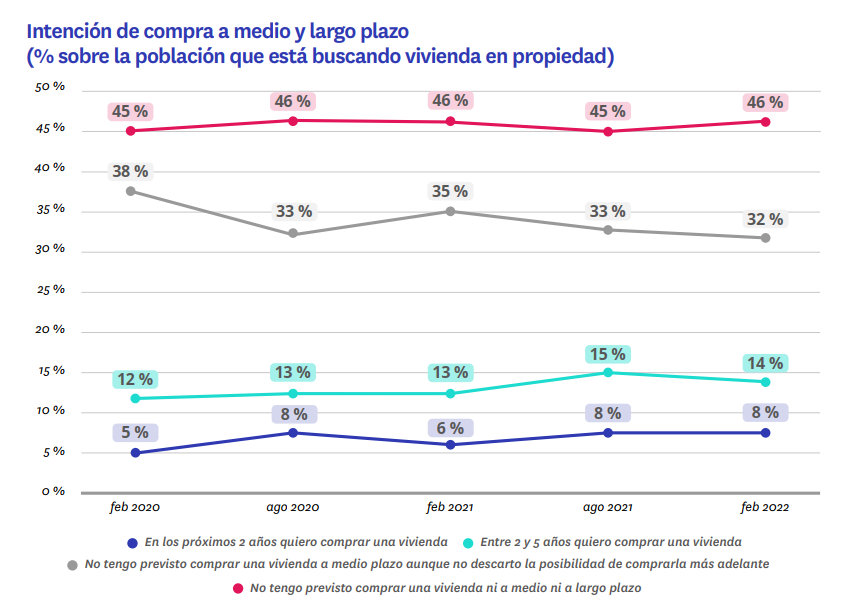 Intención de compra a medio y largo plazo
(% sobre la población que está buscando vivienda en propiedad)
50 %
45 %
46 %
46 %
45 %
46 %
45 %
40 %
38 %
33 %
35 %
33 %
32 %
35 %
30 %
25 %
20 %
15 %
12 %
13 %
13 %
15 %
14 %
10 %
5 %
8 %
6 %
8 %
8 %
5 %
0 %
feb 2020
ago 2020
feb 2021
ago 2021
feb 2022
En los próximos 2 años quiero comprar una vivienda
Entre 2 y 5 años quiero comprar una vivienda
No tengo previsto comprar una vivienda a medio plazo aunque no descarto la posibilidad de comprarla más adelante
No tengo previsto comprar una vivienda ni a medio ni a largo plazo